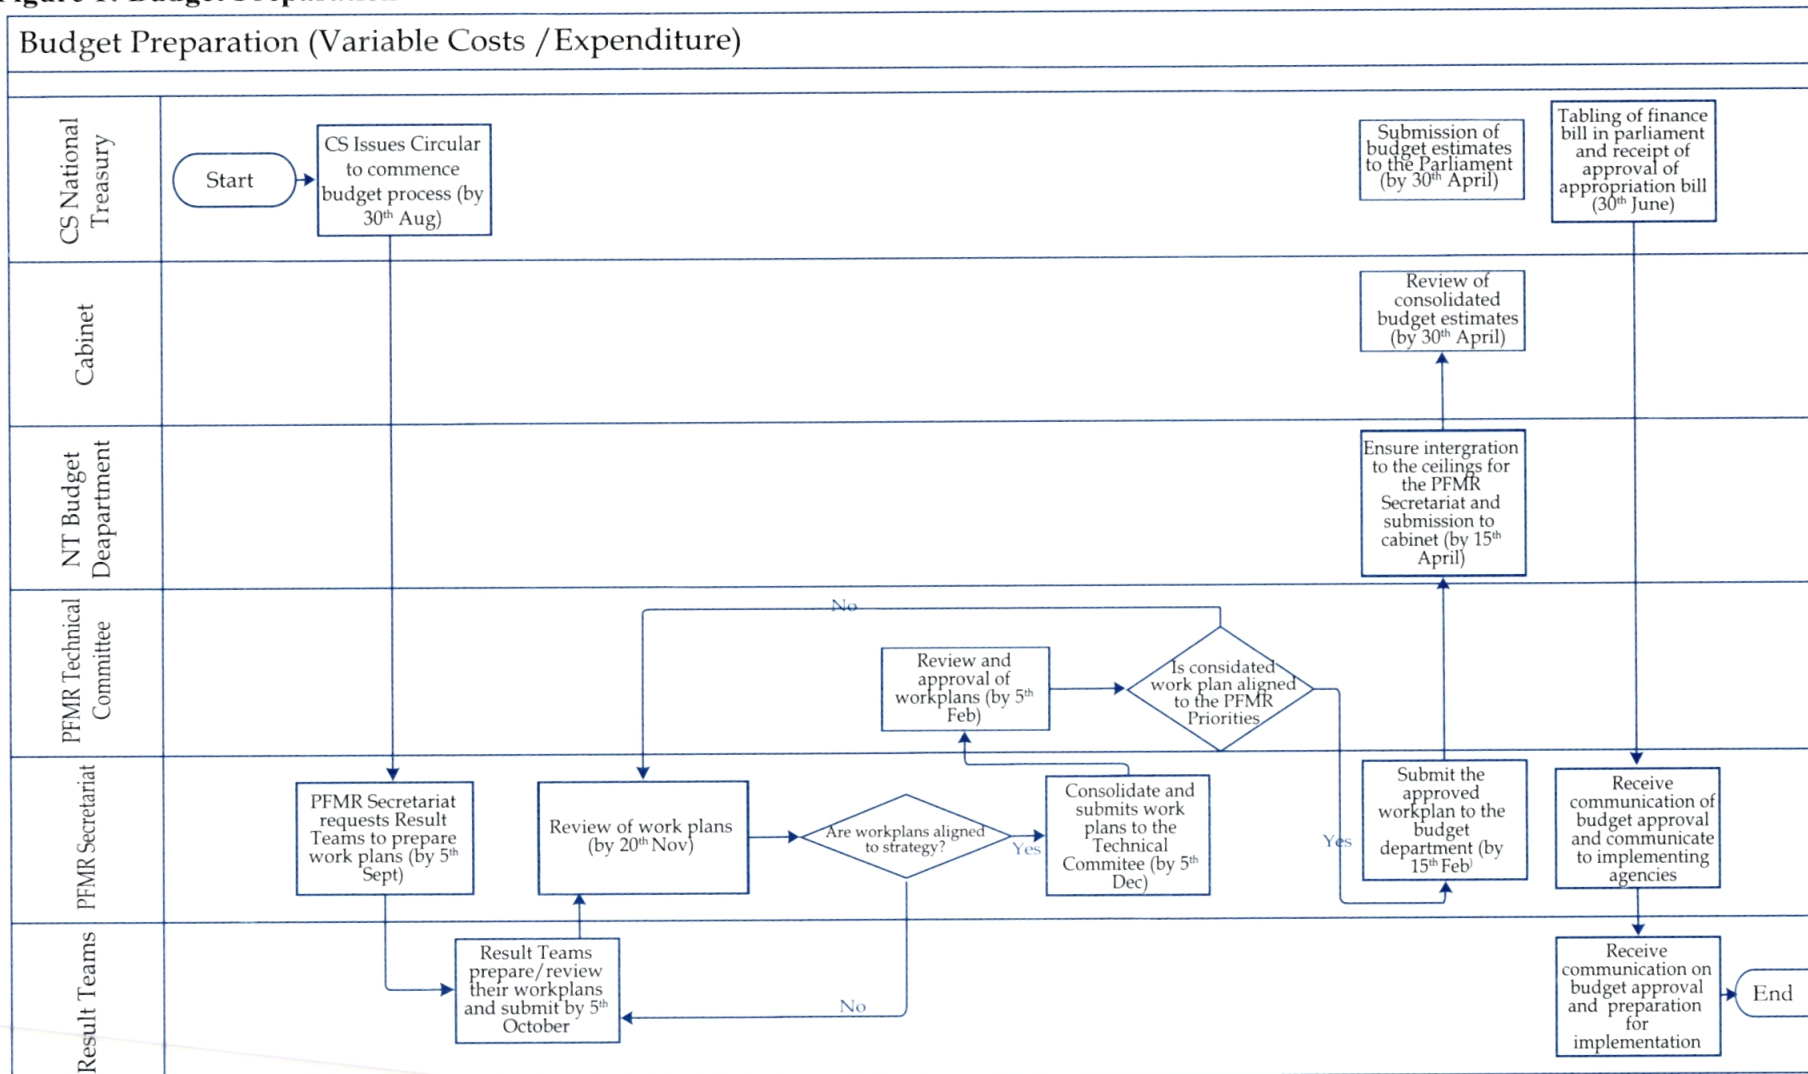 Budget Preparation (Variable Costs /Expenditure)
CS National
Treasury
Start
CS Issues Circular
to commence
budget process (by
30th Aug)
Submission of
budget estimates
to the Parliament
(by 30th April)
Tabling of finance
bill in parliament
and receipt of
approval of
appropriation bill
(30th June)
Cabinet
Review of
consolidated
budget estimates
(by 30th April)
NT Budget
Deapartment
Ensure intergration
to the ceilings for
the PFMR
Secretariat and
submission to
cabinet (by 15th
April)
PFMR Technical
Committee
No
Review and
approval of
workplans (by 5th
Feb)
Is considated
work plan aligned
to the PFMR
Priorities
PFMR Secretariat
PFMR Secretariat
requests Result
Teams to prepare
work plans (by 5th
Sept)
Review of work plans
(by 20th Nov)
Are workplans aligned
to strategy?
Yes
Consolidate and
submits work
plans to the
Technical
Commitee (by 5th
Dec)
Yes
Submit the
approved
workplan to the
budget
department (by
15th Feb)
Receive
communication of
budget approval
and communicate
to implementing
agencies
Result Teams
Result Teams
prepare/review
their workplans
and submit by 5th
October
No
Receive
communication on
budget approval
and preparation
for
implementation
End